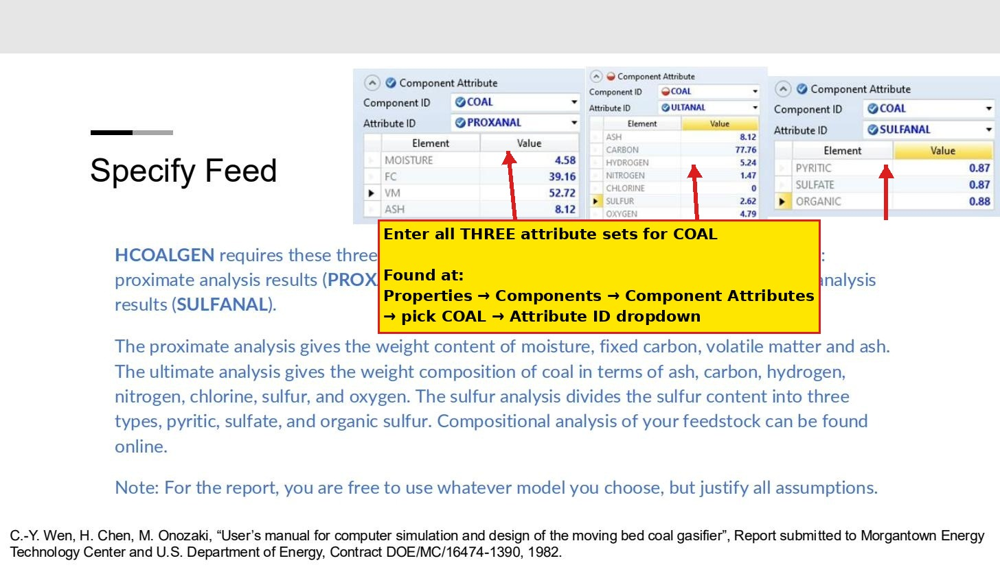 Component Attribute
Component ID COAL
Attribute ID PROXANAL
Element Value
MOISTURE 4.58
FC 39.16
VM 52.72
ASH 8.12
Component Attribute
Component ID COAL
Attribute ID ULTANAL
Element Value
ASH 8.12
CARBON 77.76
HYDROGEN 5.24
NITROGEN 1.47
CHLORINE 0
SULFUR 2.62
OXYGEN 4.79
Component Attribute
Component ID COAL
Attribute ID SULFANAL
Element Value
PYRITIC 0.87
SULFATE 0.87
ORGANIC 0.88
Specify Feed
Enter all THREE attribute sets for COAL
Found at:
Properties → Components → Component Attributes
→ pick COAL → Attribute ID dropdown
HCOALGEN requires these three :
proximate analysis results ( analysis
results (SULFANAL).
The proximate analysis gives the weight content of moisture, fixed carbon, volatile matter and ash.
The ultimate analysis gives the weight composition of coal in terms of ash, carbon, hydrogen,
nitrogen, chlorine, sulfur, and oxygen. The sulfur analysis divides the sulfur content into three
types, pyritic, sulfate, and organic sulfur. Compositional analysis of your feedstock can be found
online.
Note: For the report, you are free to use whatever model you choose, but justify all assumptions.
C.-Y. Wen, H. Chen, M. Onozaki, “User’s manual for computer simulation and design of the moving bed coal gasifier”, Report submitted to Morgantown Energy
Technology Center and U.S. Department of Energy, Contract DOE/MC/16474-1390, 1982.